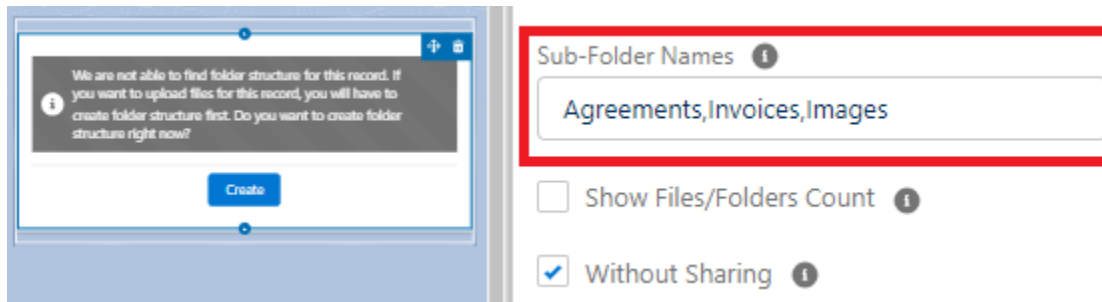 We are not able to find folder structure for this record. If
you want to upload files for this record, you will have to
create folder structure first. Do you want to create folder
structure right now?
Create
Sub-Folder Names
Agreements,Invoices,Images
Show Files/Folders Count
Without Sharing